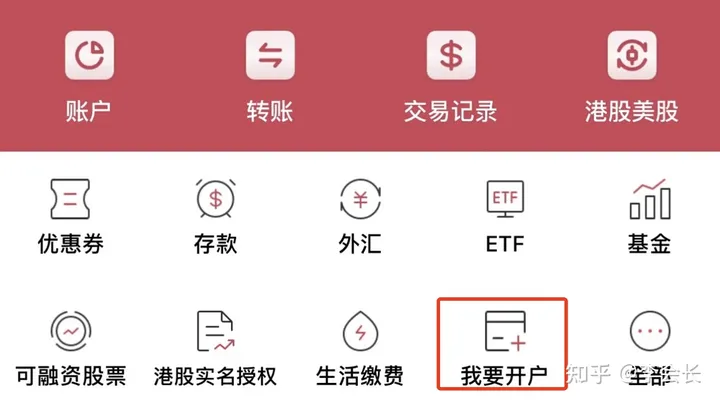 账户 转账 交易记录 港股美股
优惠券 存款 外汇 ETF ETF 基金
可融资股票 港股实名授权 生活缴费 我要开户 全部
知乎